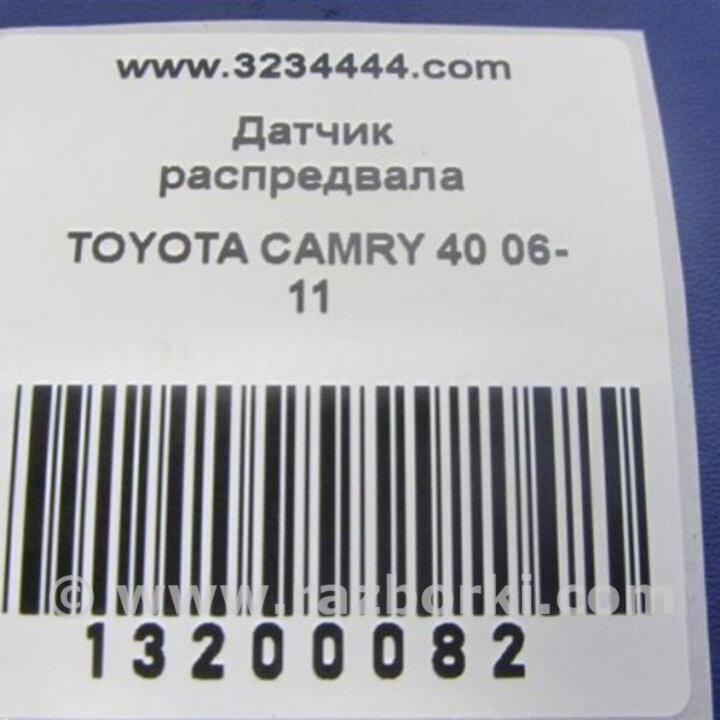 www.3234444.com
Датчик
распредвала
TOYOTA CAMRY 40 06-
11
© www.razborki.com
13200082